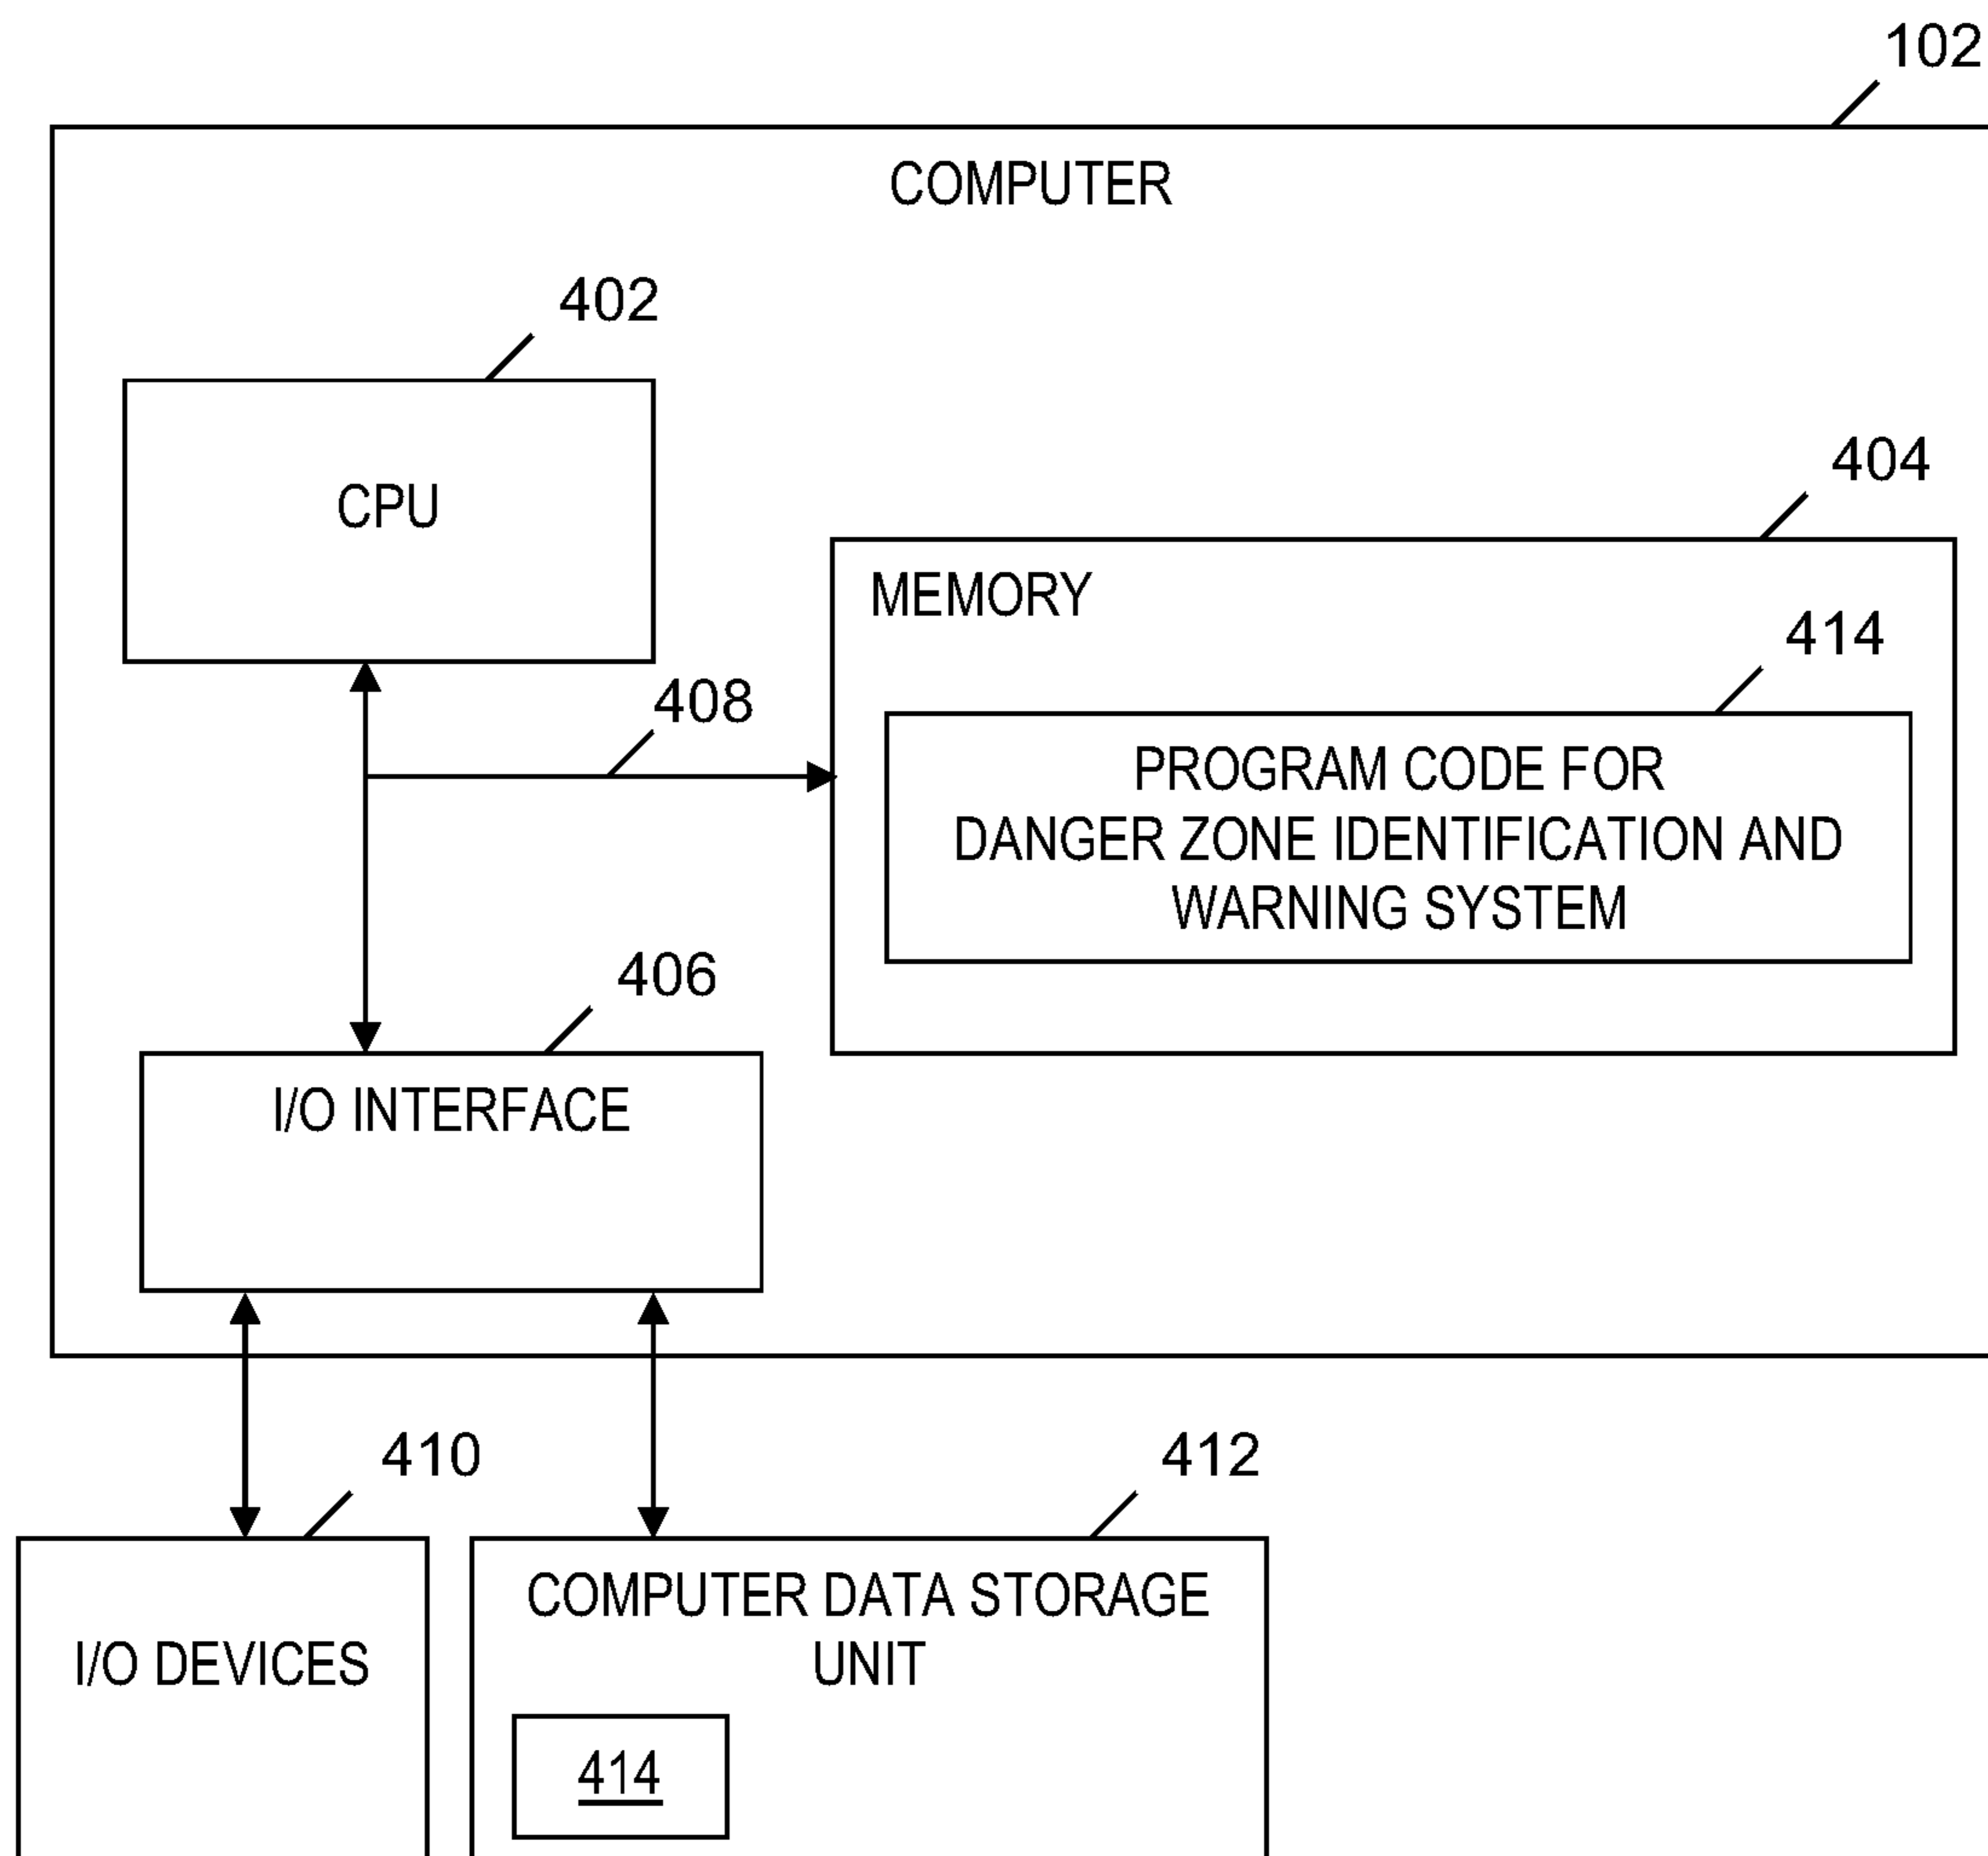 102
COMPUTER
402
CPU
404
MEMORY
414
PROGRAM CODE FOR
DANGER ZONE IDENTIFICATION AND
WARNING SYSTEM
408
406
I/O INTERFACE
410
I/O DEVICES
412
COMPUTER DATA STORAGE
UNIT
414